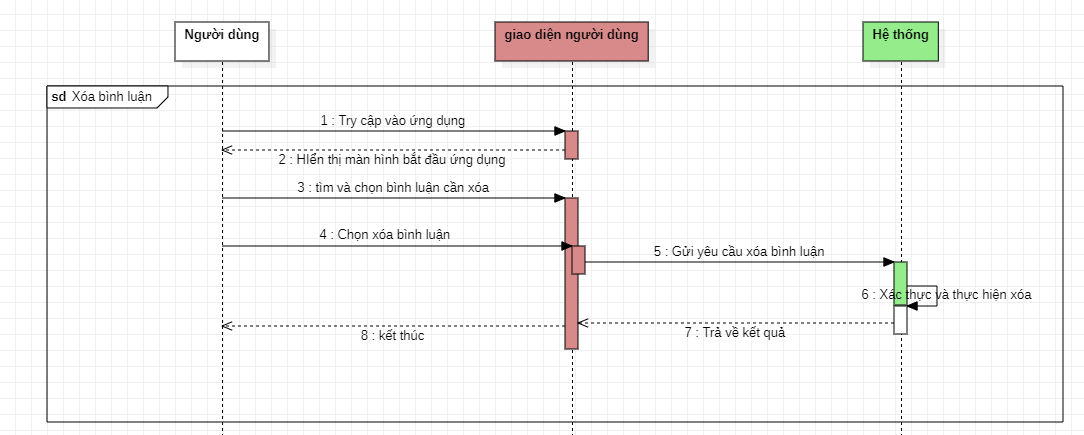 Người dùng
giao diện người dùng
Hệ thống
sd Xóa bình luận
1 : Try cập vào ứng dụng
2 : HIển thị màn hình bắt đầu ứng dụng
3 : tìm và chọn bình luận cần xóa
4 : Chọn xóa bình luận
5 : Gửi yêu cầu xóa bình luận
6 : Xác thực và thực hiện xóa
7 : Trả về kết quả
8 : kết thúc